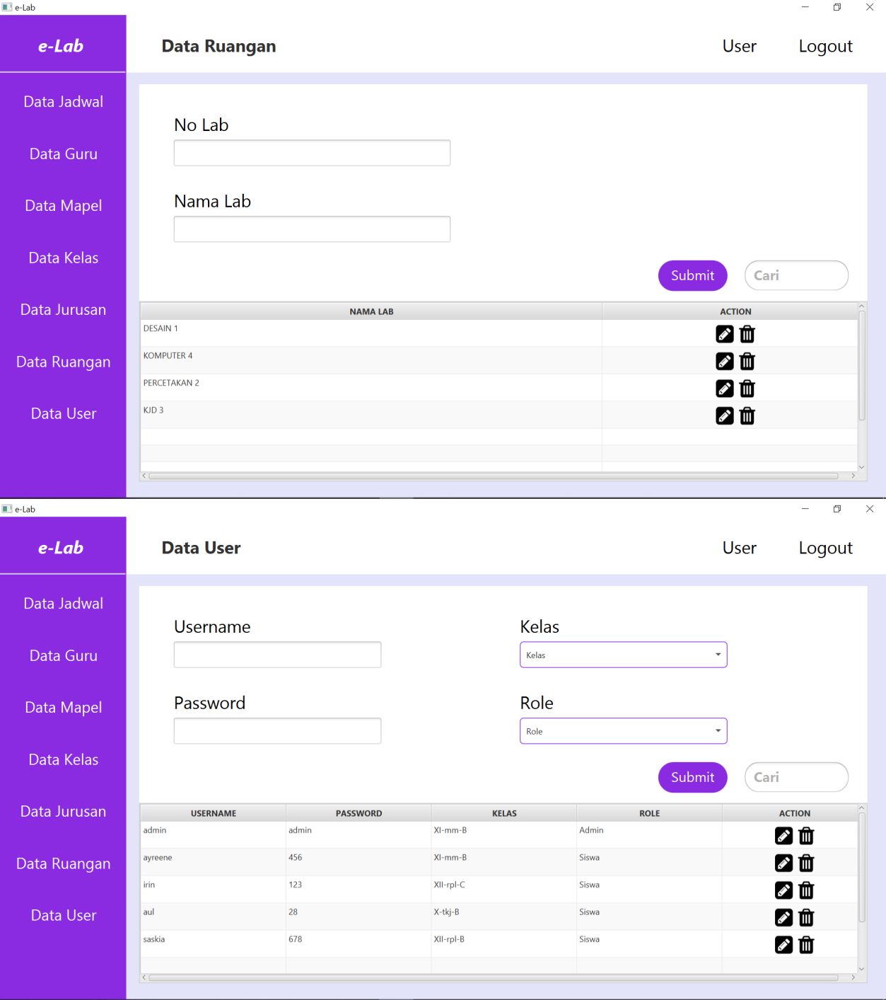 e-Lab
e-Lab
Data Ruangan
User
Logout
Data Jadwal
Data Guru
Data Mapel
Data Kelas
Data Jurusan
Data Ruangan
Data User
No Lab
Nama Lab
Submit
Cari
NAMA LAB ACTION
DESAIN 1
KOMPUTER 4
PERCETAKAN 2
KJD 3
e-Lab
e-Lab
Data User
User
Logout
Data Jadwal
Data Guru
Data Mapel
Data Kelas
Data Jurusan
Data Ruangan
Data User
Username
Kelas
Kelas
Password
Role
Role
Submit
Cari
USERNAME PASSWORD KELAS ROLE ACTION
admin admin XI-mm-B Admin
ayreene 456 XI-mm-B Siswa
irin 123 XII-rpl-C Siswa
aul 28 X-tkj-B Siswa
saskia 678 XII-rpl-B Siswa